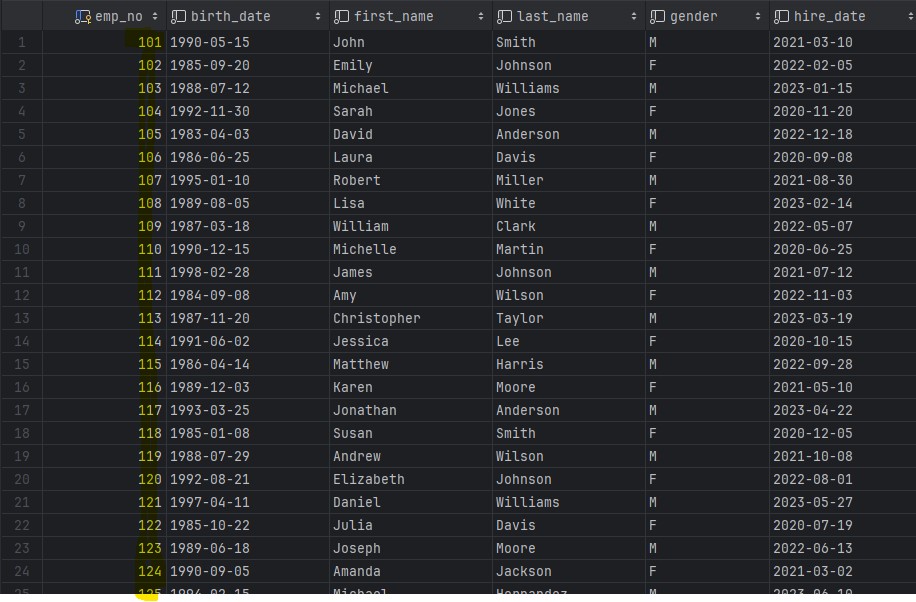 emp_no birth_date first_name last_name gender hire_date
1 101 1990-05-15 John Smith M 2021-03-10
2 102 1985-09-20 Emily Johnson F 2022-02-05
3 103 1988-07-12 Michael Williams M 2023-01-15
4 104 1992-11-30 Sarah Jones F 2020-11-20
5 105 1983-04-03 David Anderson M 2022-12-18
6 106 1986-06-25 Laura Davis F 2020-09-08
7 107 1995-01-10 Robert Miller M 2021-08-30
8 108 1989-08-05 Lisa White F 2023-02-14
9 109 1987-03-18 William Clark M 2022-05-07
10 110 1990-12-15 Michelle Martin F 2020-06-25
11 111 1998-02-28 James Johnson M 2021-07-12
12 112 1984-09-08 Amy Wilson F 2022-11-03
13 113 1987-11-20 Christopher Taylor M 2023-03-19
14 114 1991-06-02 Jessica Lee F 2020-10-15
15 115 1986-04-14 Matthew Harris M 2022-09-28
16 116 1989-12-03 Karen Moore F 2021-05-10
17 117 1993-03-25 Jonathan Anderson M 2023-04-22
18 118 1985-01-08 Susan Smith F 2020-12-05
19 119 1988-07-29 Andrew Wilson M 2021-10-08
20 120 1992-08-21 Elizabeth Johnson F 2022-08-01
21 121 1997-04-11 Daniel Williams M 2023-05-27
22 122 1985-10-22 Julia Davis F 2020-07-19
23 123 1989-06-18 Joseph Moore M 2022-06-13
24 124 1990-09-05 Amanda Jackson F 2021-03-02
25 125 1994-02-15 Michael Hernandez M 2023-06-10